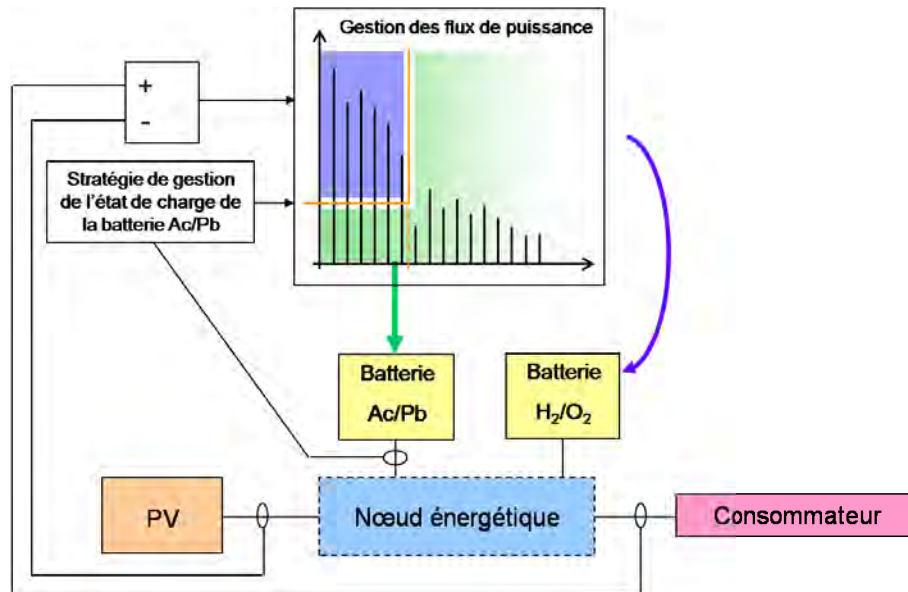 Gestion des flux de puissance
+
-
Stratégie de gestion
de l'état de charge de
la batterie Ac/Pb
Batterie
Ac/Pb
Batterie
H₂/O₂
PV
Nœud énergétique
Consommateur